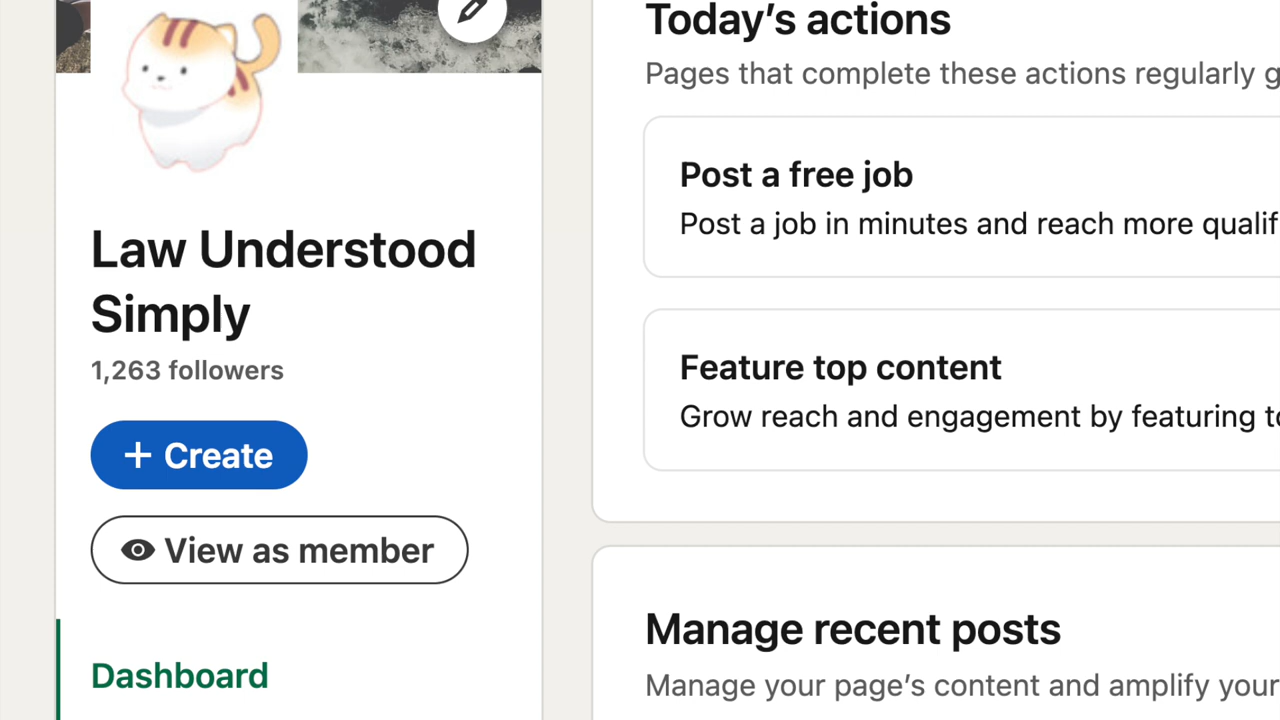 Law Understood
Simply
1,263 followers
+ Create
View as member
Dashboard
Today’s actions
Pages that complete these actions regularly g
Post a free job
Post a job in minutes and reach more qualif
Feature top content
Grow reach and engagement by featuring to
Manage recent posts
Manage your page’s content and amplify your